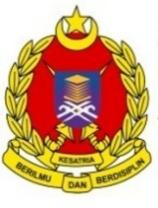 KESATRIA
BERILMU DAN BERDISIPLIN